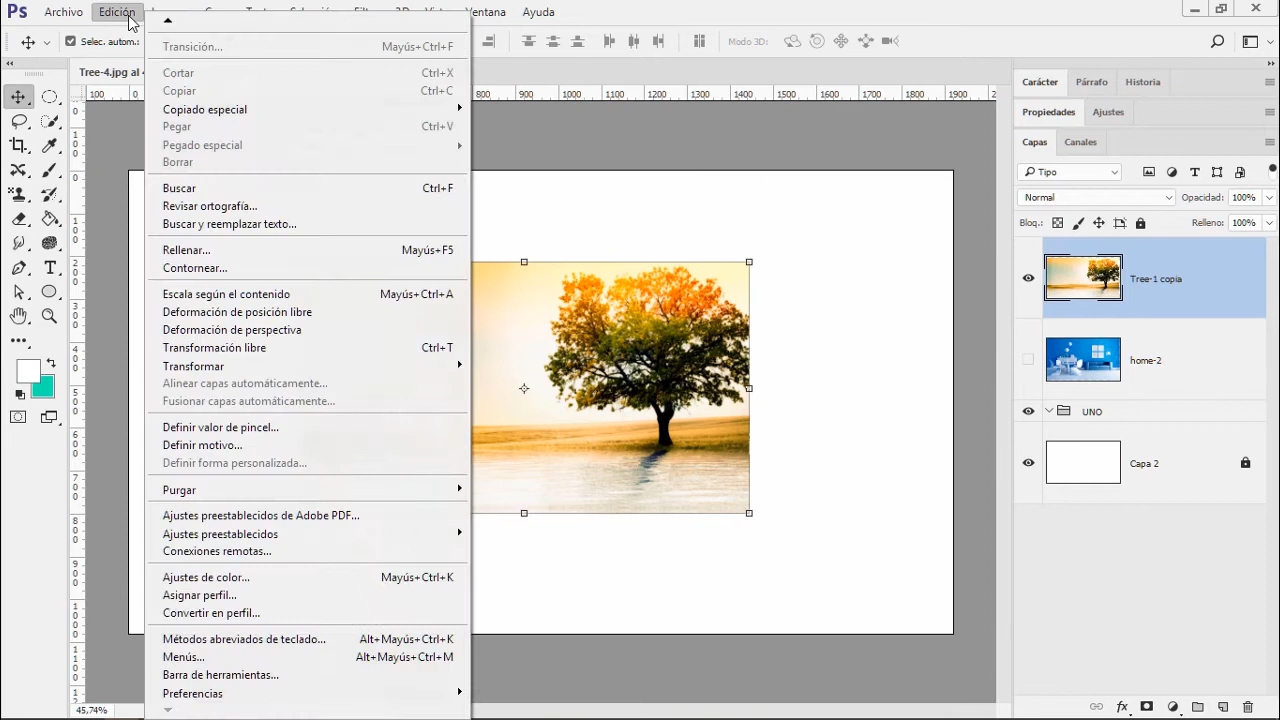 Ps Archivo Edición Ventana Ayuda
Selec. autom.: Modo 3D:
Tree-4.jpg al
100 0 800 900 1000 1100 1200 1300 1400 1500 1600 1700 1800 1900
Transición... Mayús+Ctrl+F
Cortar Ctrl+X
Copiar Ctrl+C
Copiado especial
Pegar Ctrl+V
Pegado especial
Borrar
Buscar Ctrl+F
Revisar ortografía...
Buscar y reemplazar texto...
Rellenar... Mayús+F5
Contornear...
Escala según el contenido Mayús+Ctrl+A
Deformación de posición libre
Deformación de perspectiva
Transformación libre Ctrl+T
Transformar
Alinear capas automáticamente...
Fusionar capas automáticamente...
Definir valor de pincel...
Definir motivo...
Definir forma personalizada...
Purgar
Ajustes preestablecidos de Adobe PDF...
Ajustes preestablecidos
Conexiones remotas...
Ajustes de color... Mayús+Ctrl+K
Asignar perfil...
Convertir en perfil...
Métodos abreviados de teclado... Alt+Mayús+Ctrl+K
Menús... Alt+Mayús+Ctrl+M
Barra de herramientas...
Preferencias
Carácter Párrafo Historia
Propiedades Ajustes
Capas Canales
Tipo
Normal Opacidad: 100%
Bloq.: Relleno: 100%
Tree-1 copia
home-2
UNO
Capa 2
fx
45,74%